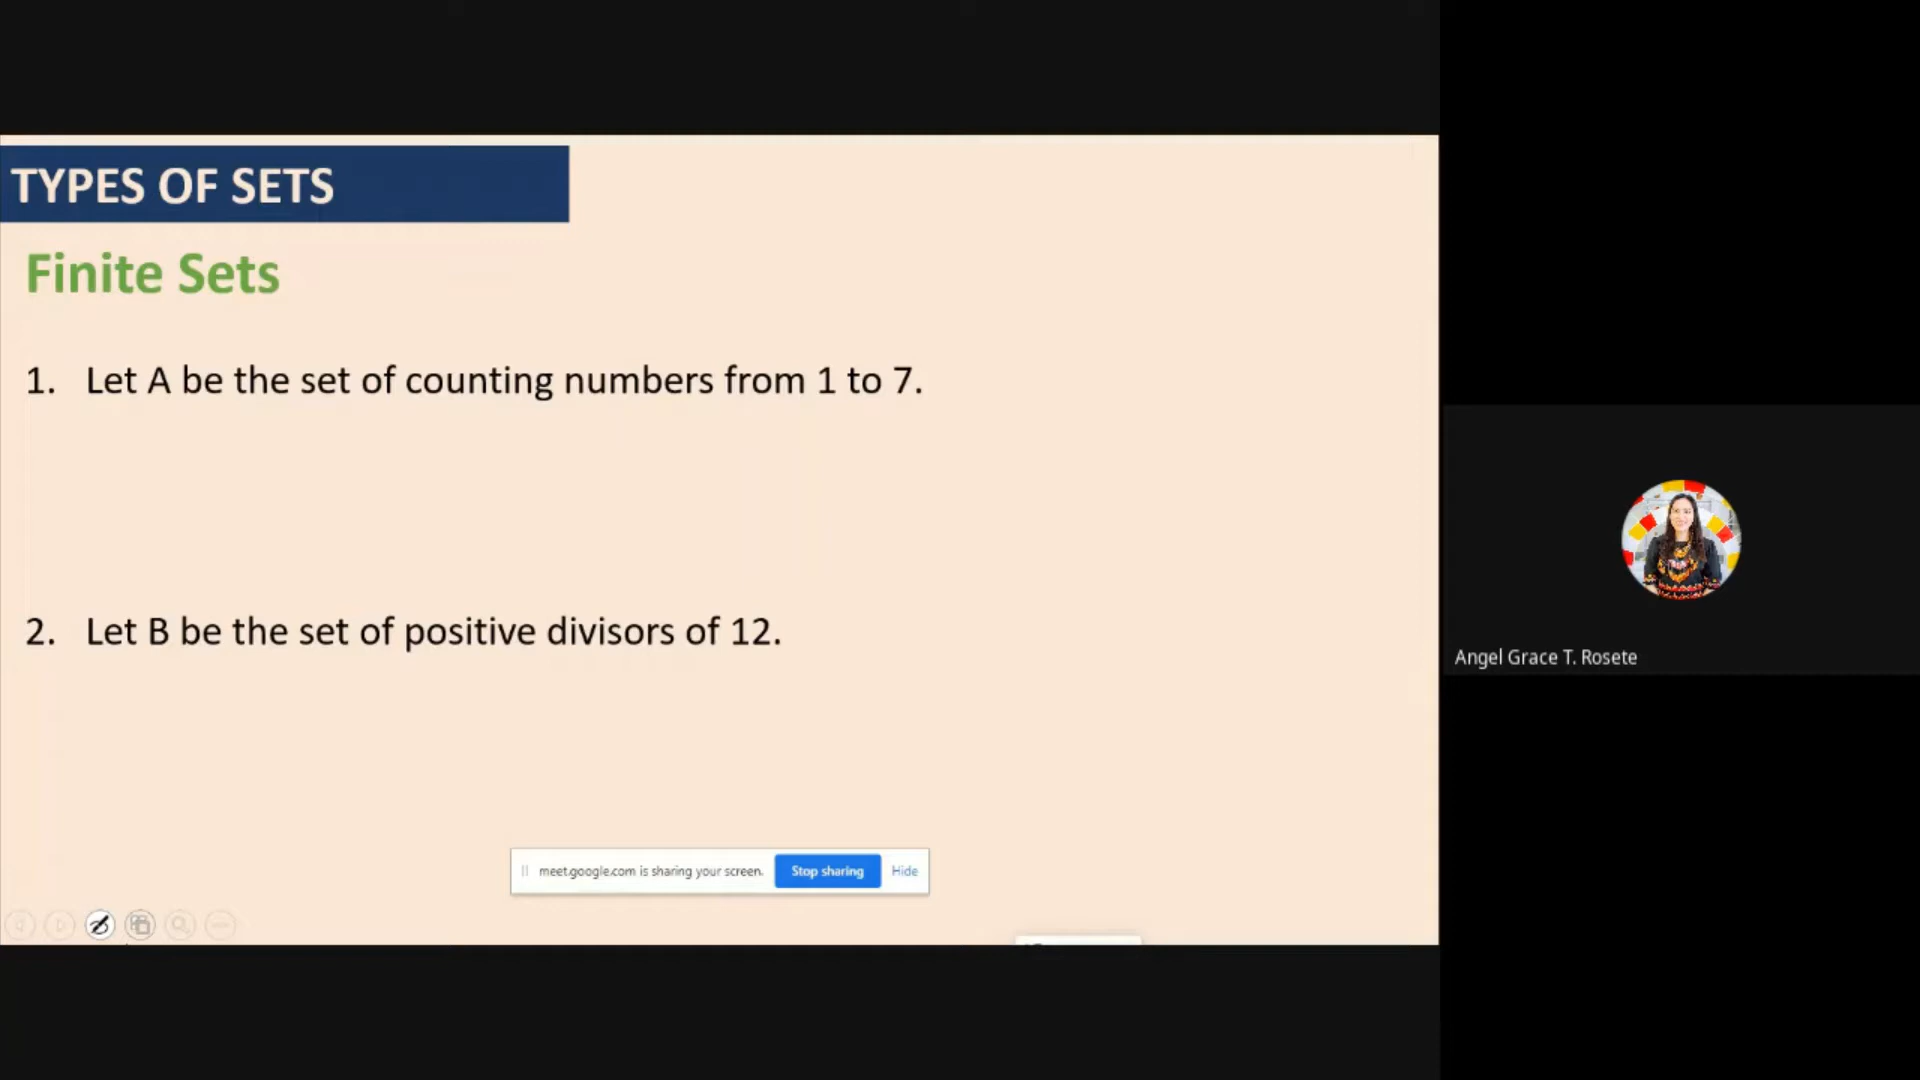 TYPES OF SETS
Finite Sets
1. Let A be the set of counting numbers from 1 to 7.
2. Let B be the set of positive divisors of 12.
meet.google.com is sharing your screen. Stop sharing Hide
Angel Grace T. Rosete